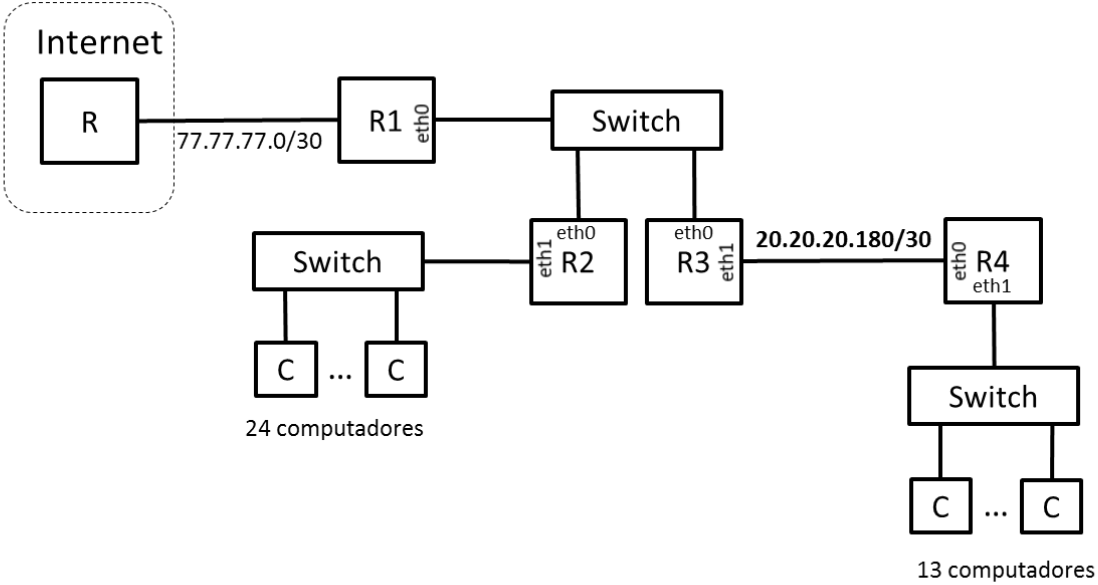 Internet
R
77.77.77.0/30
R1
eth0
Switch
eth0
eth1
R2
eth0
R3
eth1
20.20.20.180/30
eth0
R4
eth1
Switch
C ... C
24 computadores
Switch
C ... C
13 computadores